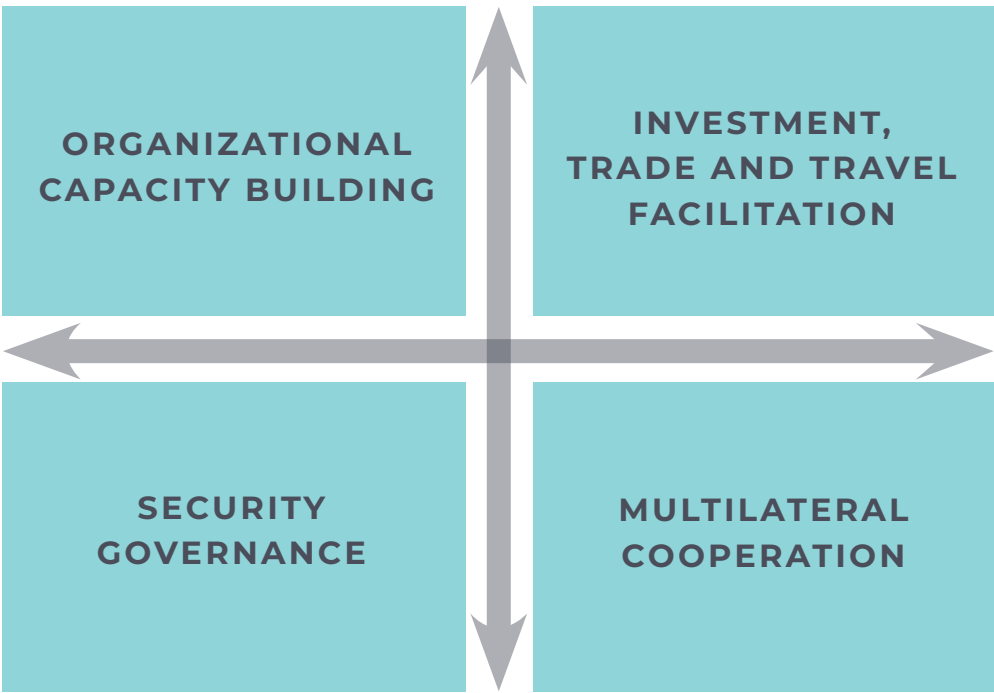 ORGANIZATIONAL
CAPACITY BUILDING
INVESTMENT,
TRADE AND TRAVEL
FACILITATION
SECURITY
GOVERNANCE
MULTILATERAL
COOPERATION